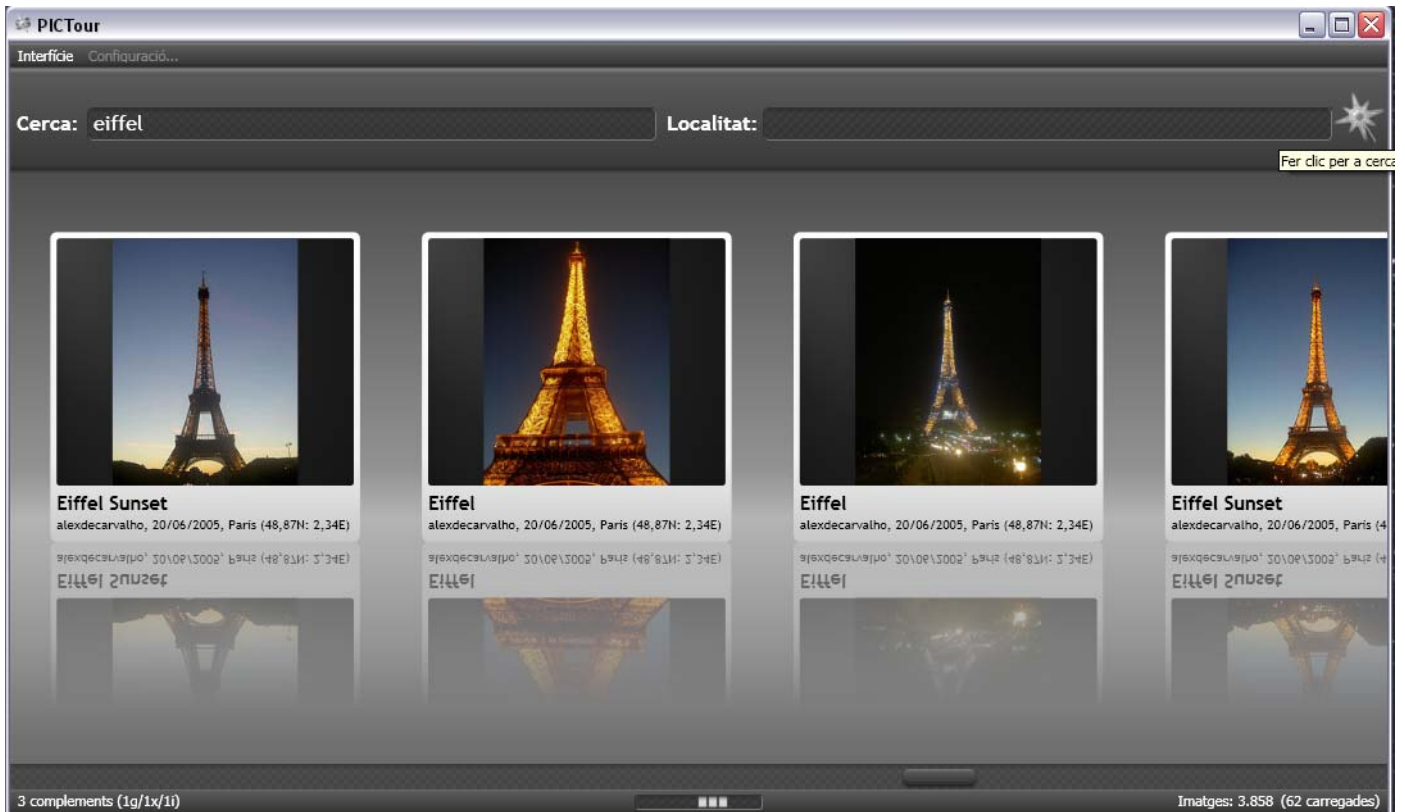 PICTour
Interfície Configuració...
Cerca: eiffel Localitat:
Fer clic per a cerca
Eiffel Sunset
alexdecarvalho, 20/06/2005, Paris (48,87N: 2,34E)
Eiffel
alexdecarvalho, 20/06/2005, Paris (48,87N: 2,34E)
Eiffel
alexdecarvalho, 20/06/2005, Paris (48,87N: 2,34E)
Eiffel Sunset
alexdecarvalho, 20/06/2005, Paris (4
3 complements (1g/1x/1i) Imatges: 3.858 (62 carregades)